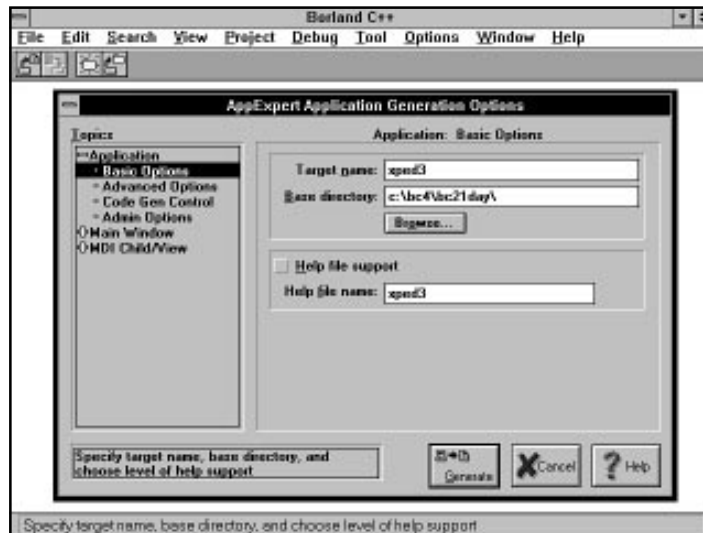 Borland C++
File Edit Search View Project Debug Tool Options Window Help
AppExpert Application Generation Options
Topics
Application
Basic Options
Advanced Options
Code Gen Control
Admin Options
Main Window
MDI Child/View
Application: Basic Options
Target name: xped3
Base directory: c:\bc4\bc21day\
Browse...
Help file support
Help file name: xped3
Specify target name, base directory, and
choose level of help support
Generate
Cancel
? Help
Specify target name, base directory, and choose level of help support